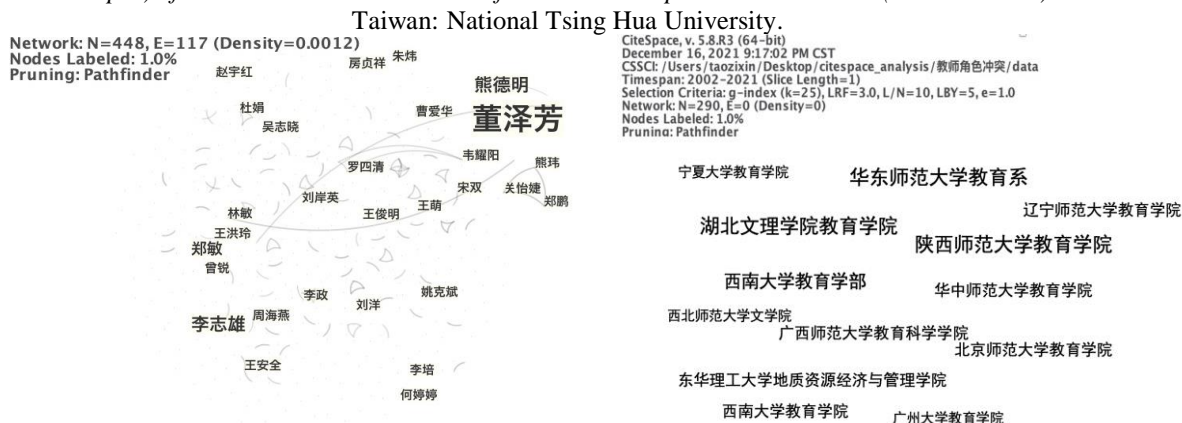 Taiwan: National Tsing Hua University.
Network: N=448, E=117 (Density=0.0012)
Nodes Labeled: 1.0%
Pruning: Pathfinder
赵宇红
房贞祥
朱炜
熊德明
杜娟
曹爱华
董泽芳
吴志晓
罗四清
韦耀阳
熊玮
宋双
关怡婕
郑鹏
刘岸英
王萌
林敏
王俊明
王洪玲
郑敏
曾锐
李政
刘洋
姚克斌
李志雄
周海燕
王安全
李培
何婷婷
CiteSpace, v. 5.8.R3 (64-bit)
December 16, 2021 9:17:02 PM CST
CSSCI: /Users/taozixin/Desktop/citespace_analysis/教师角色冲突/data
Timespan: 2002-2021 (Slice Length=1)
Selection Criteria: g-index (k=25), LRF=3.0, L/N=10, LBY=5, e=1.0
Network: N=290, E=0 (Density=0)
Nodes Labeled: 1.0%
Pruning: Pathfinder
宁夏大学教育学院
华东师范大学教育系
辽宁师范大学教育学院
湖北文理学院教育学院
陕西师范大学教育学院
西南大学教育学部
华中师范大学教育学院
西北师范大学文学院
广西师范大学教育科学学院
北京师范大学教育学院
东华理工大学地质资源经济与管理学院
西南大学教育学院
广州大学教育学院